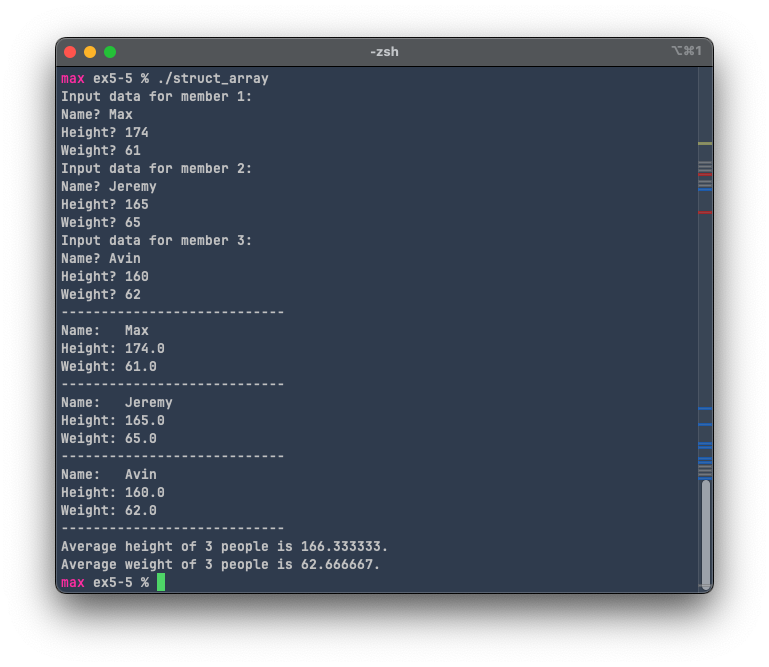 -zsh
⌥⌘1
max ex5-5 % ./struct_array
Input data for member 1:
Name? Max
Height? 174
Weight? 61
Input data for member 2:
Name? Jeremy
Height? 165
Weight? 65
Input data for member 3:
Name? Avin
Height? 160
Weight? 62
----------------------------
Name:   Max
Height: 174.0
Weight: 61.0
----------------------------
Name:   Jeremy
Height: 165.0
Weight: 65.0
----------------------------
Name:   Avin
Height: 160.0
Weight: 62.0
----------------------------
Average height of 3 people is 166.333333.
Average weight of 3 people is 62.666667.
max ex5-5 %